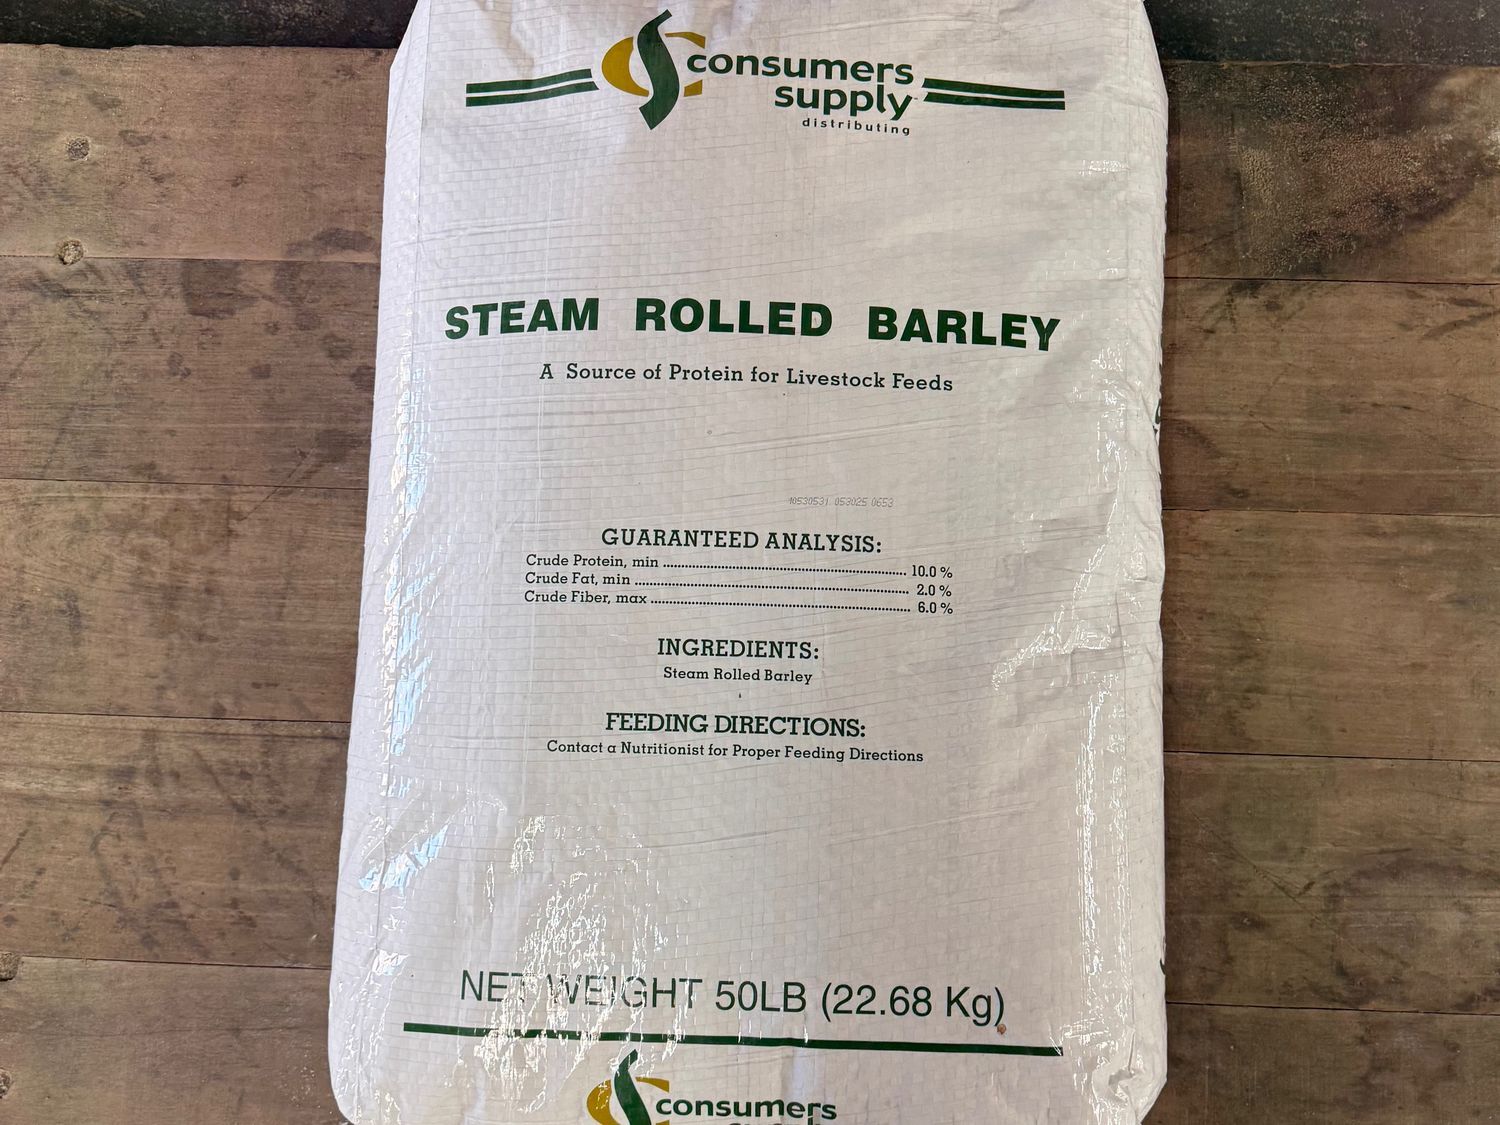 consumers
supply
distributing
STEAM ROLLED BARLEY
A Source of Protein for Livestock Feeds
10530531 053025 0653
GUARANTEED ANALYSIS:
Crude Protein, min ........ 10.0 %
Crude Fat, min ........ 2.0 %
Crude Fiber, max ........ 6.0 %
INGREDIENTS:
Steam Rolled Barley
FEEDING DIRECTIONS:
Contact a Nutritionist for Proper Feeding Directions
NET WEIGHT 50LB (22.68 Kg)
consumers